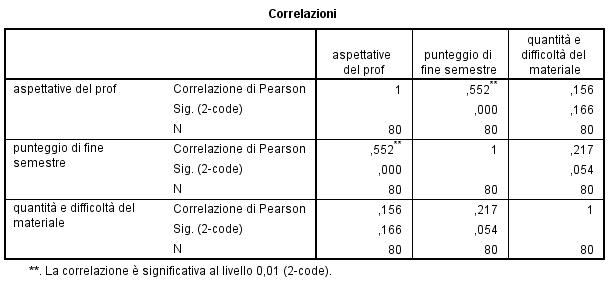 Correlazioni
aspettative del prof punteggio di fine semestre quantità e difficoltà del materiale
aspettative del prof Correlazione di Pearson 1 ,552** ,156
Sig. (2-code) ,000 ,166
N 80 80 80
punteggio di fine semestre Correlazione di Pearson ,552** 1 ,217
Sig. (2-code) ,000 ,054
N 80 80 80
quantità e difficoltà del materiale Correlazione di Pearson ,156 ,217 1
Sig. (2-code) ,166 ,054
N 80 80 80
**. La correlazione è significativa al livello 0,01 (2-code).